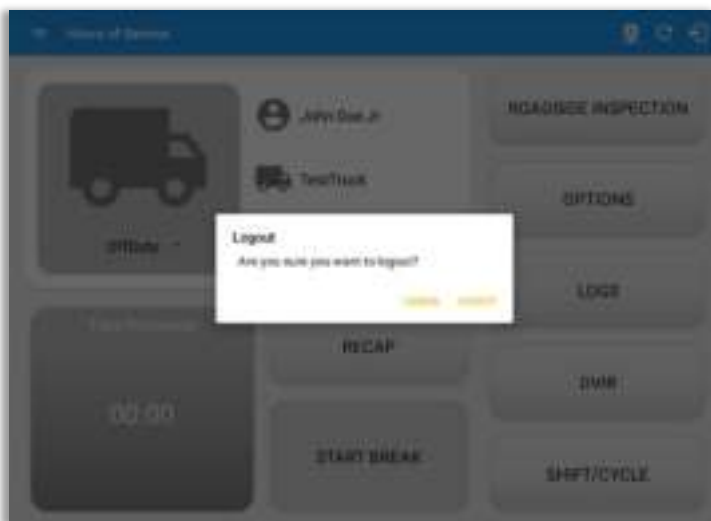 Hours of Service
John Doe Jr
TestTruck
ROADSIDE INSPECTION
OPTIONS
LOGS
DVIR
SHIFT/CYCLE
Logout
Are you sure you want to logout?
RECAP
00:00
START BREAK